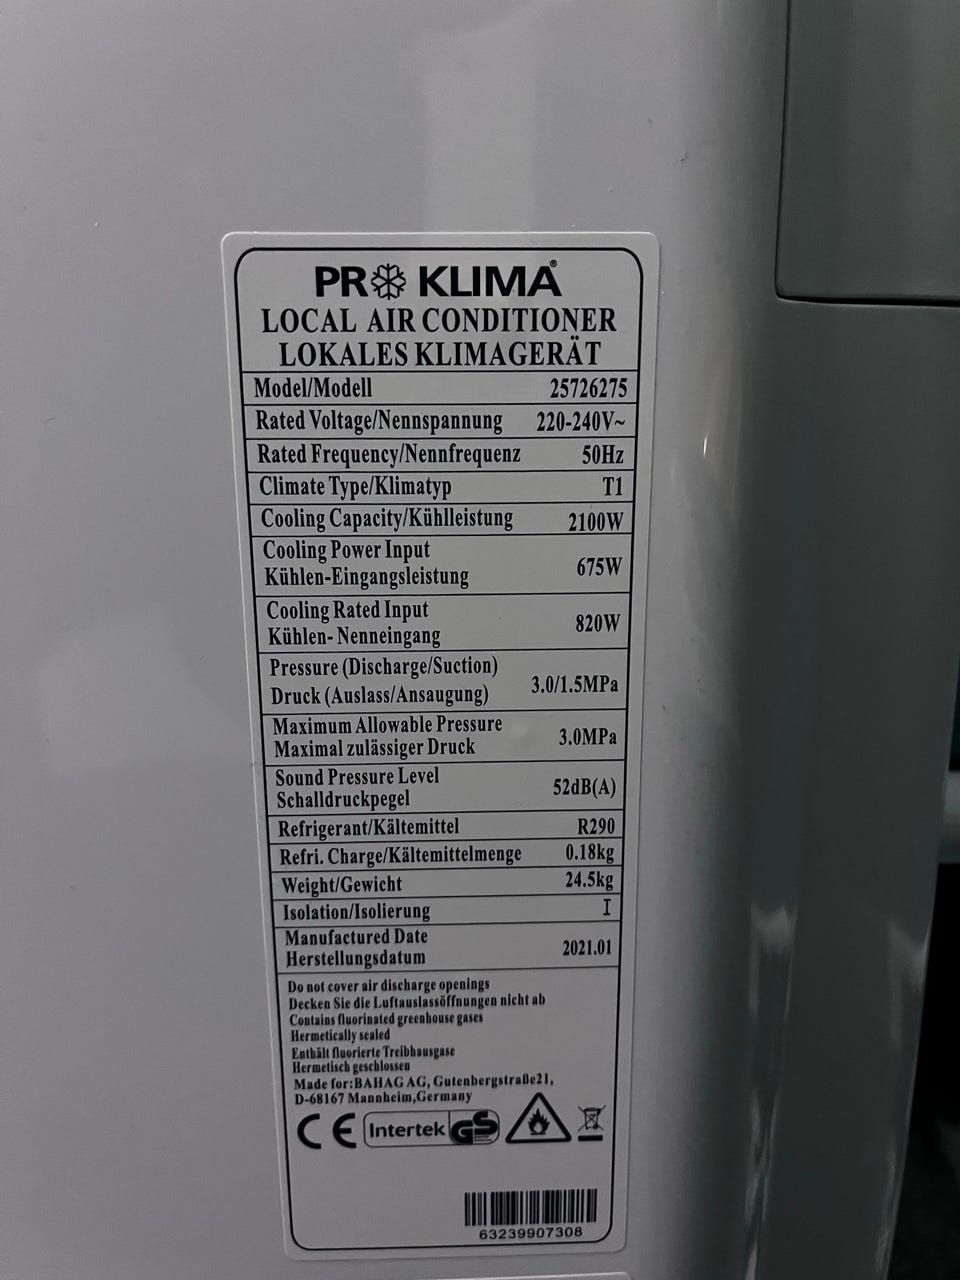 PRO KLIMA®
LOCAL AIR CONDITIONER
LOKALES KLIMAGERÄT
Model/Modell 25726275
Rated Voltage/Nennspannung 220-240V~
Rated Frequency/Nennfrequenz 50Hz
Climate Type/Klimatyp T1
Cooling Capacity/Kühlleistung 2100W
Cooling Power Input
Kühlen-Eingangsleistung 675W
Cooling Rated Input
Kühlen- Nenneingang 820W
Pressure (Discharge/Suction)
Druck (Auslass/Ansaugung) 3.0/1.5MPa
Maximum Allowable Pressure
Maximal zulässiger Druck 3.0MPa
Sound Pressure Level
Schalldruckpegel 52dB(A)
Refrigerant/Kältemittel R290
Refri. Charge/Kältemittelmenge 0.18kg
Weight/Gewicht 24.5kg
Isolation/Isolierung I
Manufactured Date
Herstellungsdatum 2021.01
Do not cover air discharge openings
Decken Sie die Luftauslassöffnungen nicht ab
Contains fluorinated greenhouse gases
Hermetically sealed
Enthält fluorierte Treibhausgase
Hermetisch geschlossen
Made for:BAHAG AG, Gutenbergstraße21,
D-68167 Mannheim,Germany
CE Intertek GS
63239907308